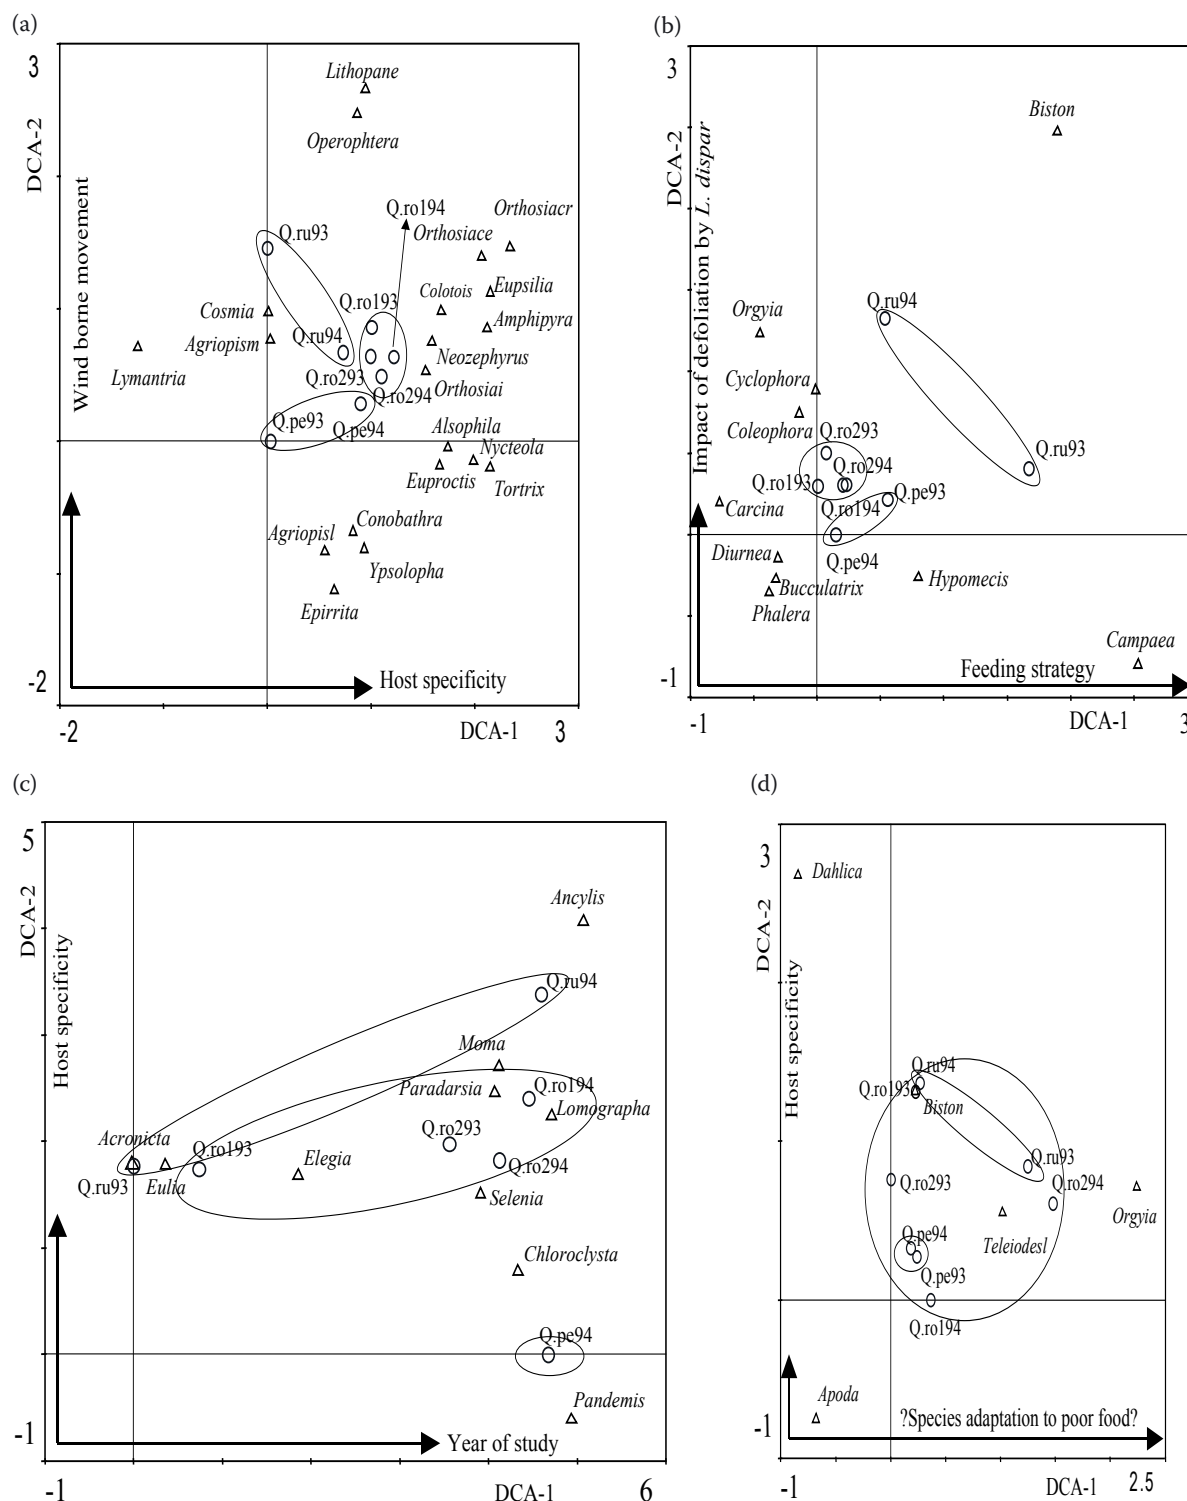 (a)
3
DCA-2
Wind borne movement
Lithopane
Operophtera
Q.ro194
Orthosiacr
Q.ru93
Orthosiace
Q.ro193
Colotois
Eupsilia
Cosmia
Amphipyra
Q.ru94
Agriopism
Lymantria
Neozephyrus
Q.ro293
Orthosiai
Q.ro294
Q.pe93
Q.pe94
Alsophila
Nycteola
Euproctis
Tortrix
Conobathra
Agriopisl
Ypsolopha
Epirrita
Host specificity
-2
-2
DCA-1
3
(b)
3
DCA-2
Impact of defoliation by L. dispar
Biston
Orgyia
Q.ru94
Cyclophora
Coleophora
Q.ro293
Q.ro294
Q.ru93
Q.ro193
Q.pe93
Carcina
Q.ro194
Diurnea
Q.pe94
Bucculatrix
Hypomecis
Phalera
Campaea
Feeding strategy
-1
-1
DCA-1
3
(c)
5
DCA-2
Host specificity
Ancylis
Q.ru94
Moma
Paradarsia
Q.ro194
Lomographa
Q.ro293
Acronicta
Q.ro193
Elegia
Q.ro294
Q.ru93
Eulia
Selenia
Chloroclysta
Q.pe94
Pandemis
Year of study
-1
-1
DCA-1
6
(d)
3
DCA-2
Host specificity
Dahlica
Q.ru94
Q.ro193
Biston
Q.ru93
Q.ro293
Q.ro294
Orgyia
Q.pe94
Teleiodesl
Q.pe93
Q.ro194
Apoda
?Species adaptation to poor food?
-1
-1
DCA-1
2.5